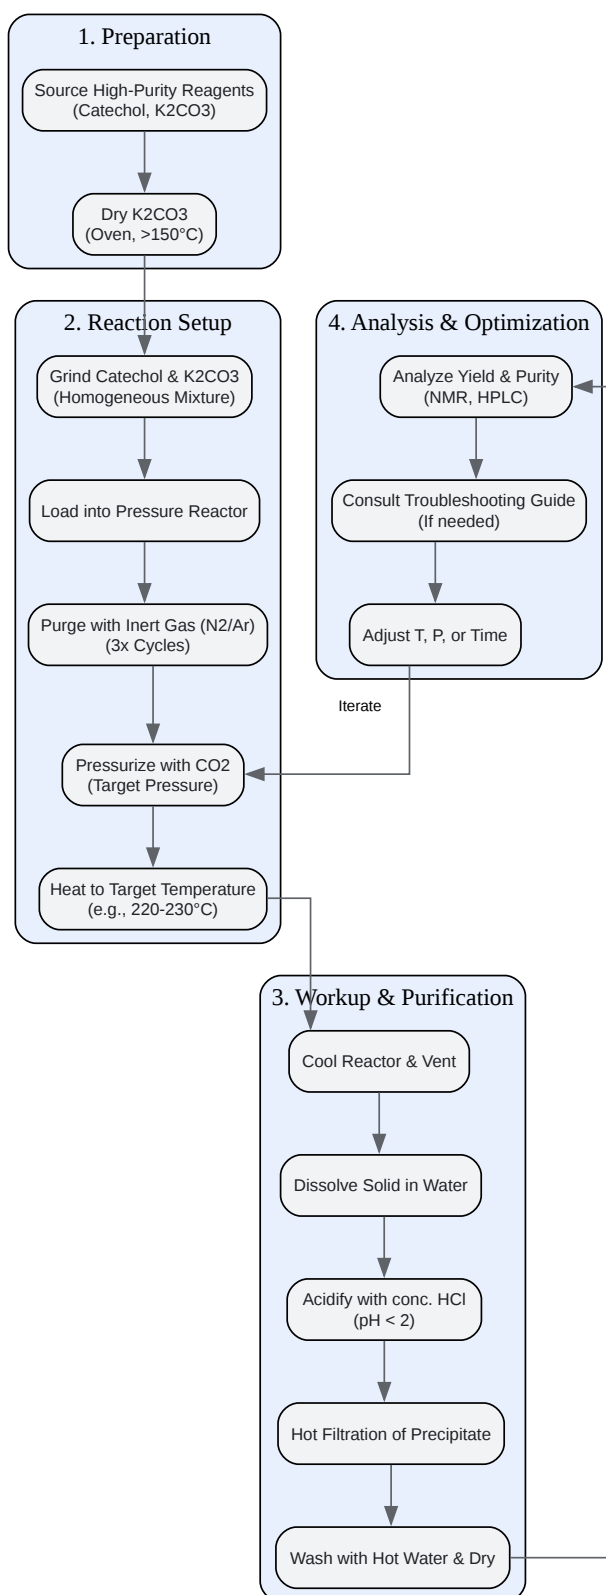 1. Preparation
Source High-Purity Reagents
(Catechol, K2CO3)
Dry K2CO3
(Oven, >150°C)
2. Reaction Setup
Grind Catechol & K2CO3
(Homogeneous Mixture)
Load into Pressure Reactor
Purge with Inert Gas (N2/Ar)
(3x Cycles)
Pressurize with CO2
(Target Pressure)
Heat to Target Temperature
(e.g., 220-230°C)
4. Analysis & Optimization
Analyze Yield & Purity
(NMR, HPLC)
Consult Troubleshooting Guide
(If needed)
Adjust T, P, or Time
Iterate
3. Workup & Purification
Cool Reactor & Vent
Dissolve Solid in Water
Acidify with conc. HCl
(pH < 2)
Hot Filtration of Precipitate
Wash with Hot Water & Dry